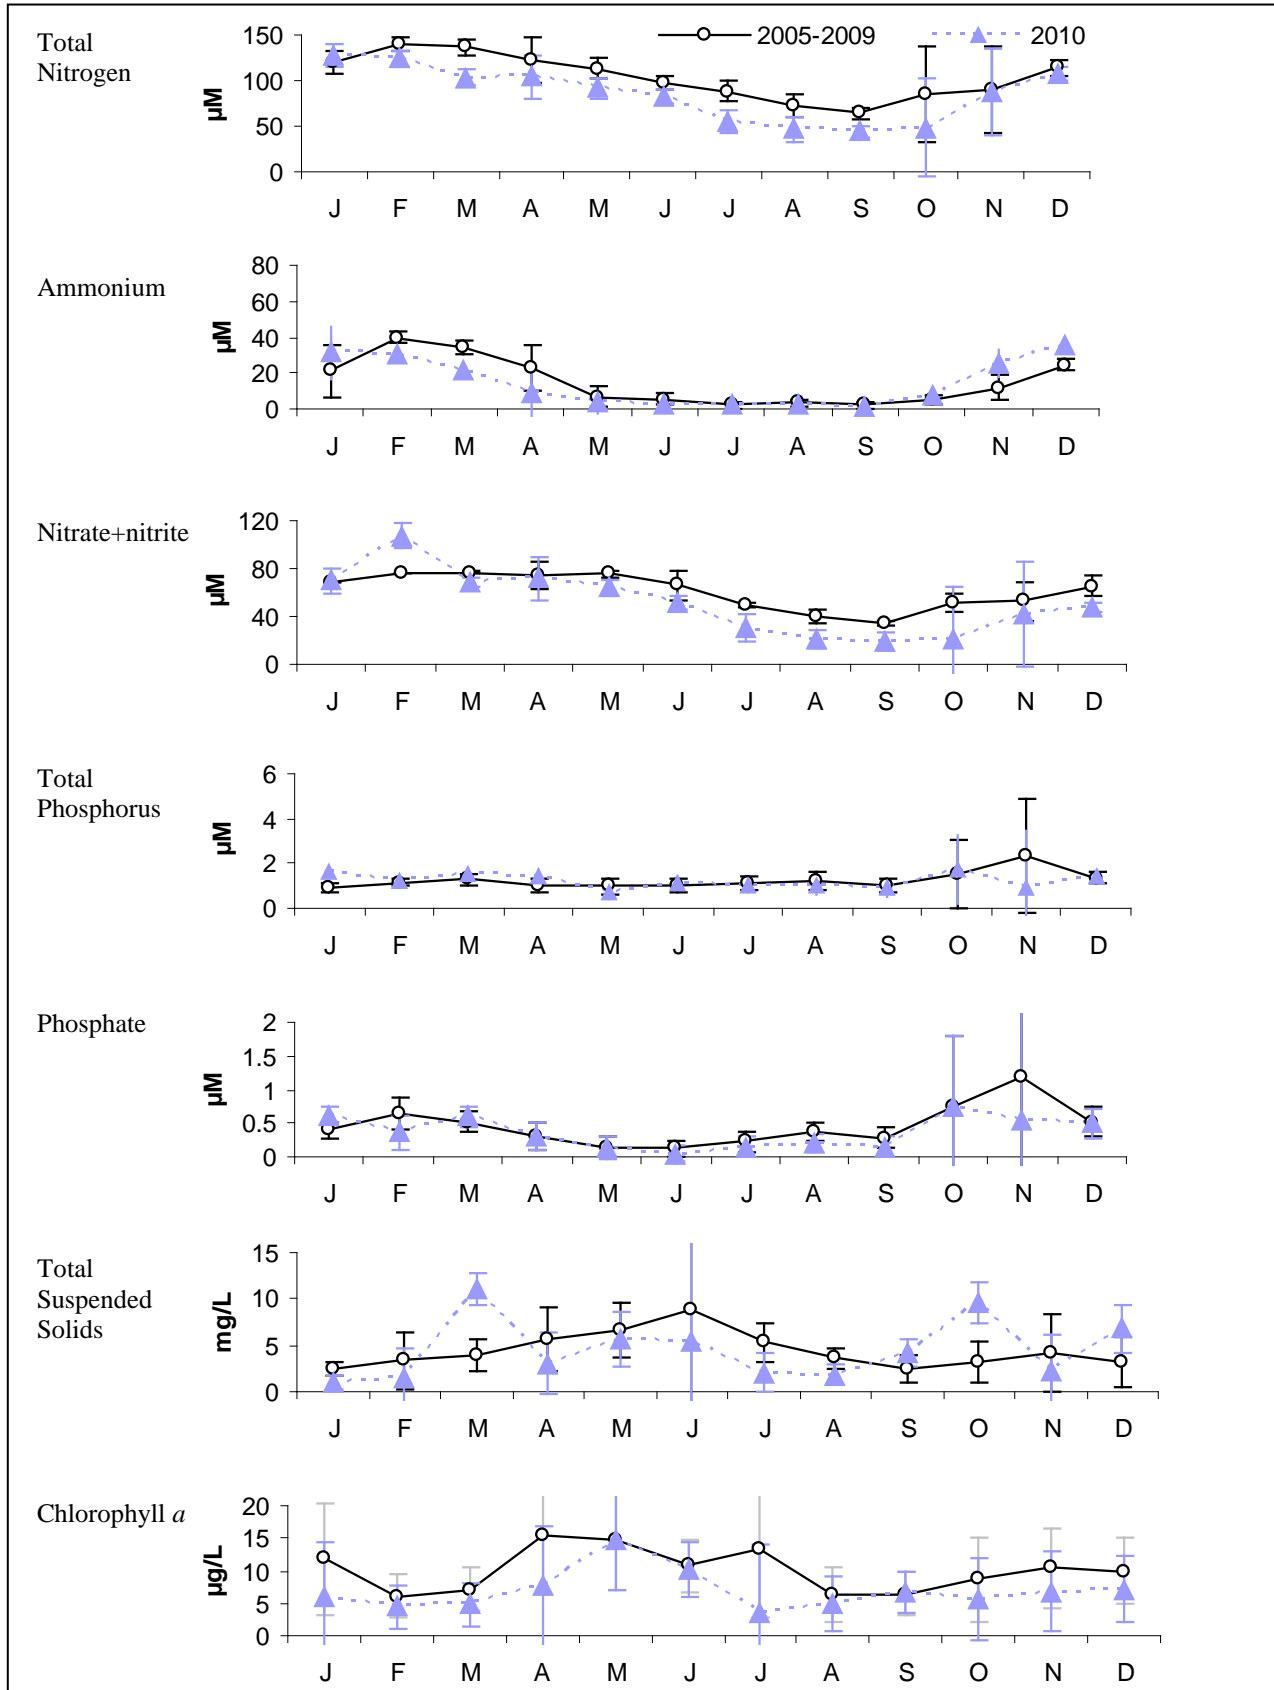 Total
Nitrogen
2005-2009
2010
150
100
50
0
µM
J F M A M J J A S O N D
Ammonium
80
60
40
20
0
µM
J F M A M J J A S O N D
Nitrate+nitrite
120
80
40
0
µM
J F M A M J J A S O N D
Total
Phosphorus
6
4
2
0
µM
J F M A M J J A S O N D
Phosphate
2
1.5
1
0.5
0
µM
J F M A M J J A S O N D
Total
Suspended
Solids
15
10
5
0
mg/L
J F M A M J J A S O N D
Chlorophyll a
20
15
10
5
0
µg/L
J F M A M J J A S O N D